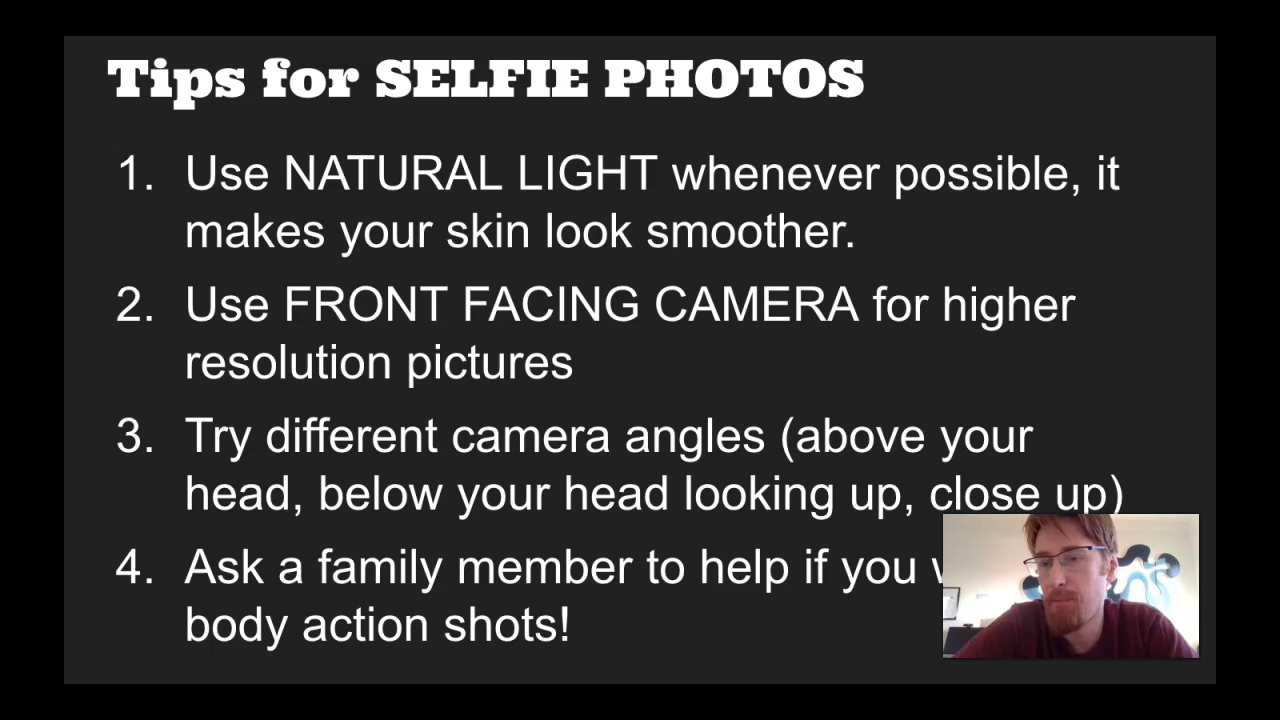 Tips for SELFIE PHOTOS
1. Use NATURAL LIGHT whenever possible, it
makes your skin look smoother.
2. Use FRONT FACING CAMERA for higher
resolution pictures
3. Try different camera angles (above your
head, below your head looking up, close up)
4. Ask a family member to help if you
body action shots!